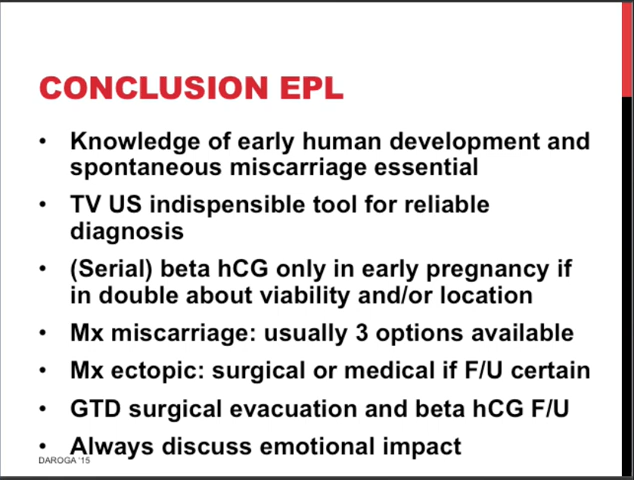 CONCLUSION EPL
• Knowledge of early human development and
spontaneous miscarriage essential
• TV US indispensible tool for reliable
diagnosis
• (Serial) beta hCG only in early pregnancy if
in double about viability and/or location
• Mx miscarriage: usually 3 options available
• Mx ectopic: surgical or medical if F/U certain
• GTD surgical evacuation and beta hCG F/U
• Always discuss emotional impact
DAROGA '15